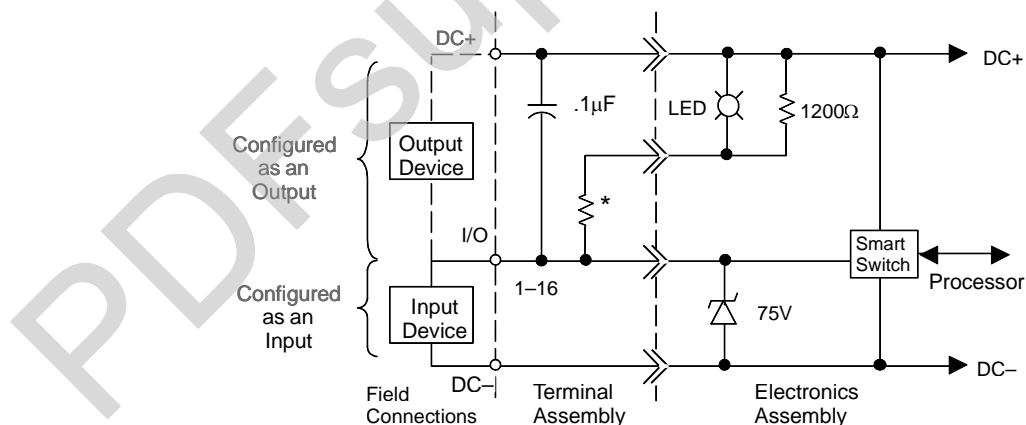 DC+
DC+
.1µF
LED
1200Ω
Configured
as an
Output
Output
Device
*
I/O
Smart
Switch
Processor
1–16
Configured
as an
Input
Input
Device
75V
DC–
DC–
Field
Connections
Terminal
Assembly
Electronics
Assembly
PDFsup